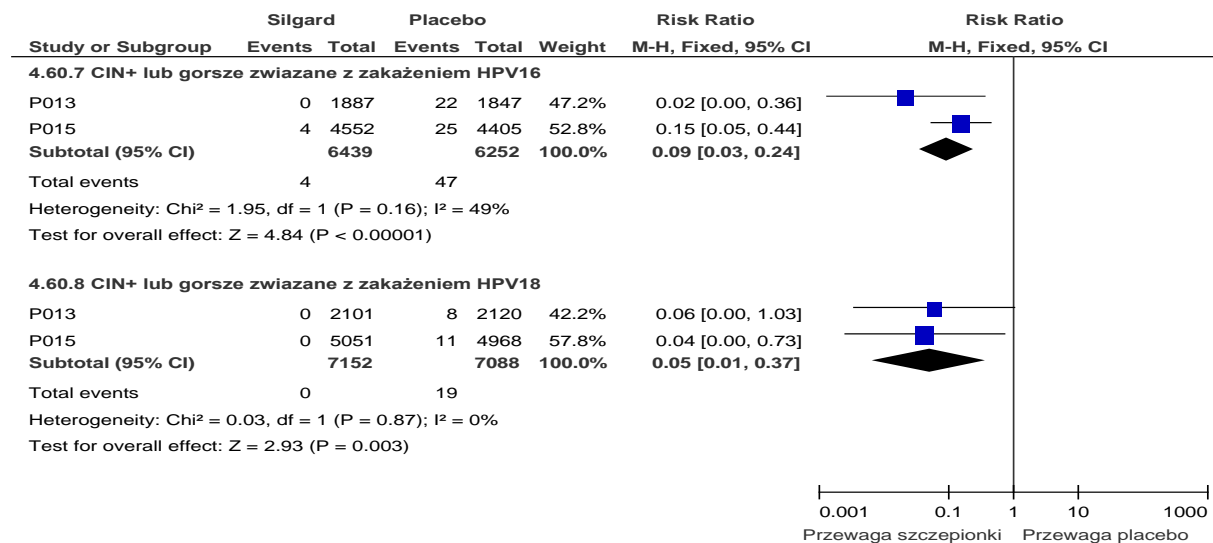 Silgard Placebo Risk Ratio Risk Ratio
Study or Subgroup Events Total Events Total Weight M-H, Fixed, 95% CI M-H, Fixed, 95% CI
4.60.7 CIN+ lub gorsze zwiazane z zakażeniem HPV16
P013 0 1887 22 1847 47.2% 0.02 [0.00, 0.36]
P015 4 4552 25 4405 52.8% 0.15 [0.05, 0.44]
Subtotal (95% CI) 6439 6252 100.0% 0.09 [0.03, 0.24]
Total events 4 47
Heterogeneity: Chi² = 1.95, df = 1 (P = 0.16); I² = 49%
Test for overall effect: Z = 4.84 (P < 0.00001)
4.60.8 CIN+ lub gorsze zwiazane z zakażeniem HPV18
P013 0 2101 8 2120 42.2% 0.06 [0.00, 1.03]
P015 0 5051 11 4968 57.8% 0.04 [0.00, 0.73]
Subtotal (95% CI) 7152 7088 100.0% 0.05 [0.01, 0.37]
Total events 0 19
Heterogeneity: Chi² = 0.03, df = 1 (P = 0.87); I² = 0%
Test for overall effect: Z = 2.93 (P = 0.003)
0.001 0.1 1 10 1000
Przewaga szczepionki Przewaga placebo